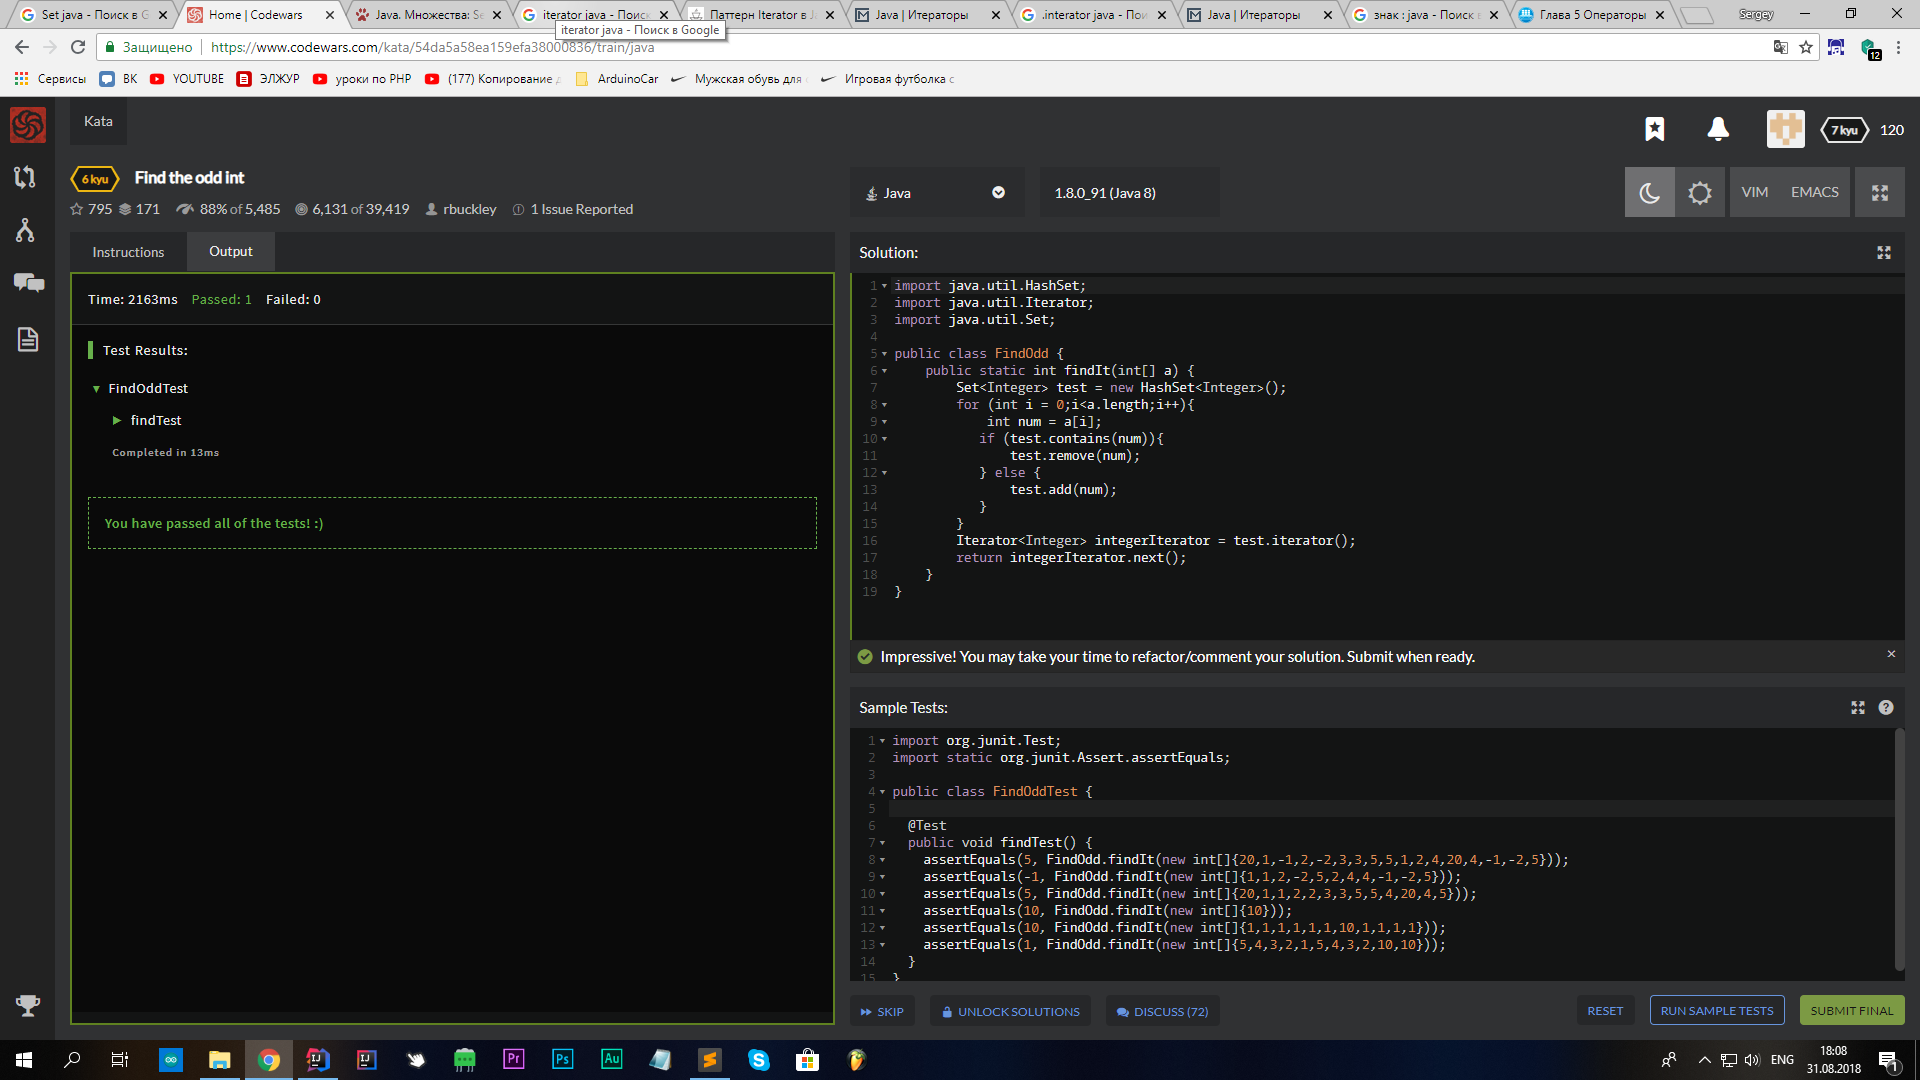 Set java - Поиск в G
Home | Codewars
Java. Множества: Se
iterator java - Поиск
Паттерн Iterator в Ja
Java | Итераторы
.interator java - Пои
Java | Итераторы
знак : java - Поиск в
Глава 5 Операторы
Sergey
iterator java - Поиск в Google
Защищено
https://www.codewars.com/kata/54da5a58ea159efa38000836/train/java
12
Сервисы
ВК
YOUTUBE
ЭЛЖУР
уроки по PHP
(177) Копирование
ArduinoCar
Мужская обувь для
Игровая футболка с
Kata
7 kyu
120
6 kyu
Find the odd int
795
171
88% of 5,485
6,131 of 39,419
rbuckley
1 Issue Reported
Java
1.8.0_91 (Java 8)
VIM
EMACS
Instructions
Output
Time: 2163ms Passed: 1 Failed: 0
Test Results:
FindOddTest
findTest
Completed in 13ms
You have passed all of the tests! :)
Solution:
1 import java.util.HashSet;
2 import java.util.Iterator;
3 import java.util.Set;
4
5 public class FindOdd {
6 public static int findIt(int[] a) {
7 Set<Integer> test = new HashSet<Integer>();
8 for (int i = 0;i<a.length;i++){
9 int num = a[i];
10 if (test.contains(num)){
11 test.remove(num);
12 } else {
13 test.add(num);
14 }
15 }
16 Iterator<Integer> integerIterator = test.iterator();
17 return integerIterator.next();
18 }
19 }
Impressive! You may take your time to refactor/comment your solution. Submit when ready.
Sample Tests:
1 import org.junit.Test;
2 import static org.junit.Assert.assertEquals;
3
4 public class FindOddTest {
5
6 @Test
7 public void findTest() {
8 assertEquals(5, FindOdd.findIt(new int[]{20,1,-1,2,-2,3,3,5,5,1,2,4,20,4,-1,-2,5}));
9 assertEquals(-1, FindOdd.findIt(new int[]{1,1,2,-2,5,2,4,4,-1,-2,5}));
10 assertEquals(5, FindOdd.findIt(new int[]{20,1,1,2,2,3,3,5,5,4,20,4,5}));
11 assertEquals(10, FindOdd.findIt(new int[]{10}));
12 assertEquals(10, FindOdd.findIt(new int[]{1,1,1,1,1,1,10,1,1,1,1}));
13 assertEquals(1, FindOdd.findIt(new int[]{5,4,3,2,1,5,4,3,2,10,10}));
14 }
15 }
SKIP
UNLOCK SOLUTIONS
DISCUSS (72)
RESET
RUN SAMPLE TESTS
SUBMIT FINAL
IJ
IJ
Pr
Ps
Au
ENG
18:08
31.08.2018
1